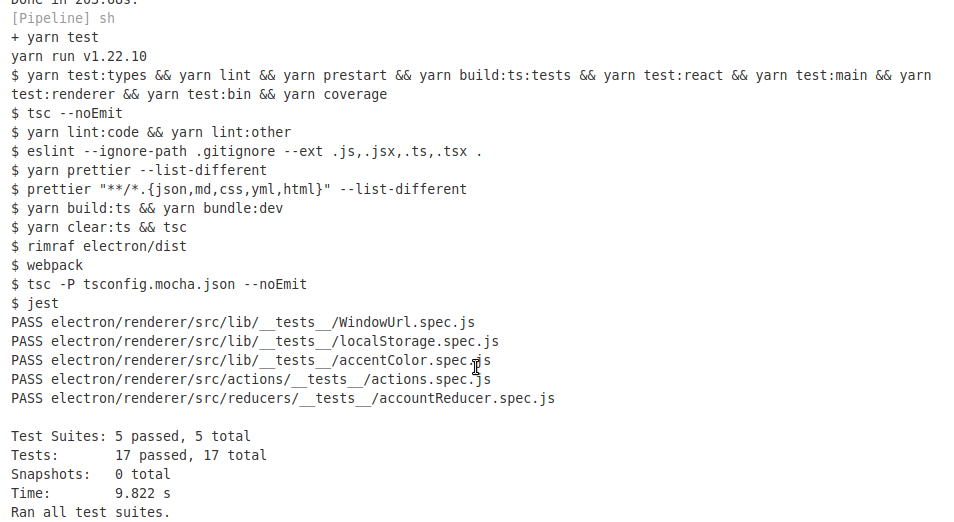 Done in 203.68s.
[Pipeline] sh
+ yarn test
yarn run v1.22.10
$ yarn test:types && yarn lint && yarn prestart && yarn build:ts:tests && yarn test:react && yarn test:main && yarn
test:renderer && yarn test:bin && yarn coverage
$ tsc --noEmit
$ yarn lint:code && yarn lint:other
$ eslint --ignore-path .gitignore --ext .js,.jsx,.ts,.tsx .
$ yarn prettier --list-different
$ prettier "**/*.{json,md,css,yml,html}" --list-different
$ yarn build:ts && yarn bundle:dev
$ yarn clear:ts && tsc
$ rimraf electron/dist
$ webpack
$ tsc -P tsconfig.mocha.json --noEmit
$ jest
PASS electron/renderer/src/lib/__tests__/WindowUrl.spec.js
PASS electron/renderer/src/lib/__tests__/localStorage.spec.js
PASS electron/renderer/src/lib/__tests__/accentColor.spec.js
PASS electron/renderer/src/actions/__tests__/actions.spec.js
PASS electron/renderer/src/reducers/__tests__/accountReducer.spec.js
Test Suites: 5 passed, 5 total
Tests:       17 passed, 17 total
Snapshots:   0 total
Time:        9.822 s
Ran all test suites.